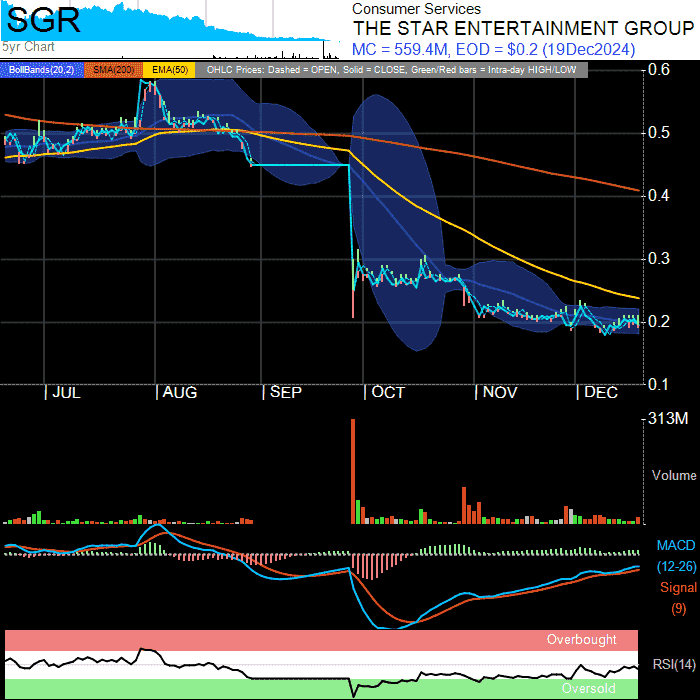 SGR
5yr Chart
Consumer Services
THE STAR ENTERTAINMENT GROUP
MC = 559.4M, EOD = $0.2 (19Dec2024)
BollBands(20,2) SMA(200) EMA(50) OHLC Prices: Dashed = OPEN, Solid = CLOSE, Green/Red bars = Intra-day HIGH/LOW
0.6
0.5
0.4
0.3
0.2
0.1
| JUL | AUG | SEP | OCT | NOV | DEC
313M
Volume
MACD
(12-26)
Signal
(9)
Overbought
RSI(14)
Oversold